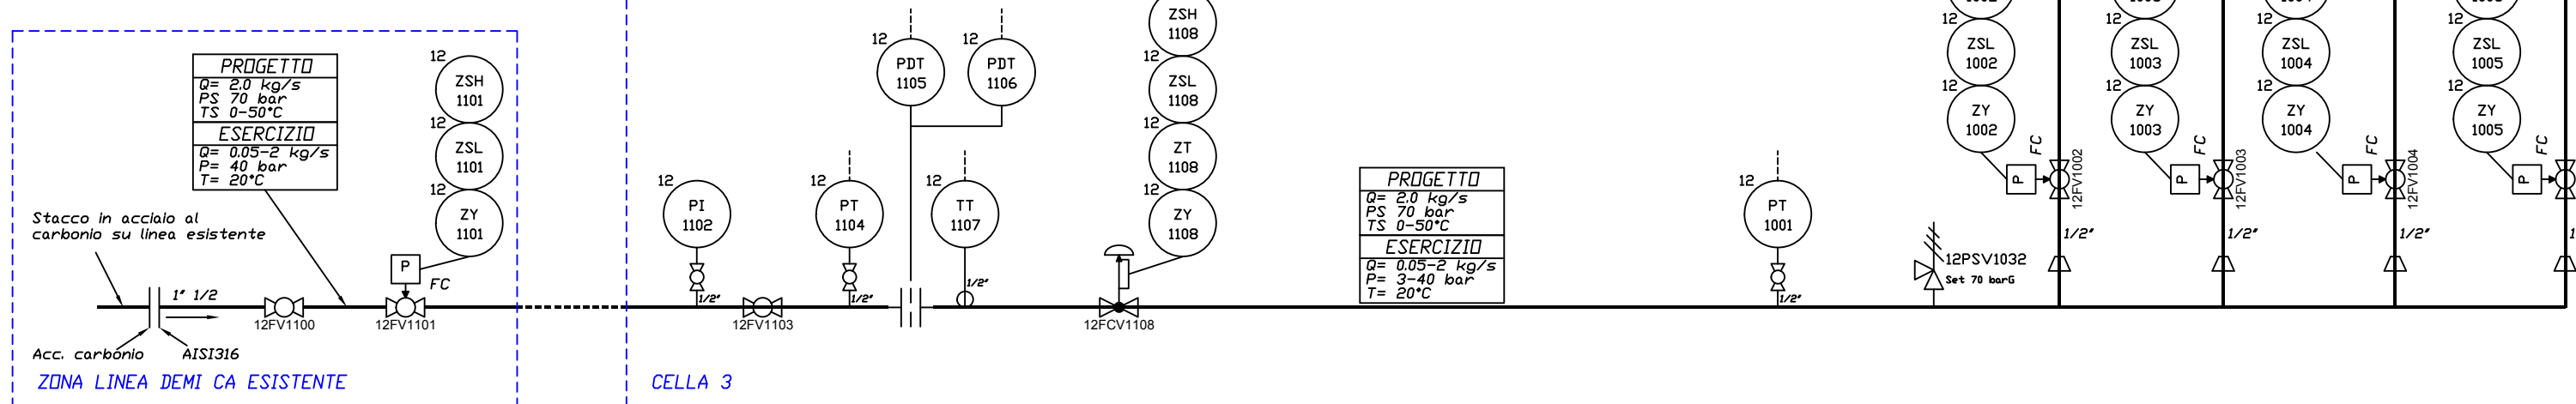 12
ZSH
1101
12
ZSL
1101
12
ZY
1101
PROGETTO
Q= 2.0 kg/s
PS 70 bar
TS 0-50°C
ESERCIZIO
Q= 0.05-2 kg/s
P= 40 bar
T= 20°C
Stacco in acciaio al
carbonio su linea esistente
P
FC
1" 1/2
12FV1100
12FV1101
Acc. carbonio
AISI316
ZONA LINEA DEMI CA ESISTENTE
12
PDT
1105
12
PDT
1106
12
PI
1102
12
PT
1104
12
TT
1107
1/2"
1/2"
1/2"
12FV1103
CELLA 3
ZSH
1108
12
ZSL
1108
12
ZT
1108
12
ZY
1108
12FCV1108
PROGETTO
Q= 2.0 kg/s
PS 70 bar
TS 0-50°C
ESERCIZIO
Q= 0.05-2 kg/s
P= 3-40 bar
T= 20°C
12
PT
1001
1/2"
12PSV1032
Set 70 barG
12
ZSL
1002
12
ZY
1002
FC
P
12FV1002
1/2"
12
ZSL
1003
12
ZY
1003
FC
P
12FV1003
1/2"
12
ZSL
1004
12
ZY
1004
FC
P
12FV1004
1/2"
12
ZSL
1005
12
ZY
1005
FC
P